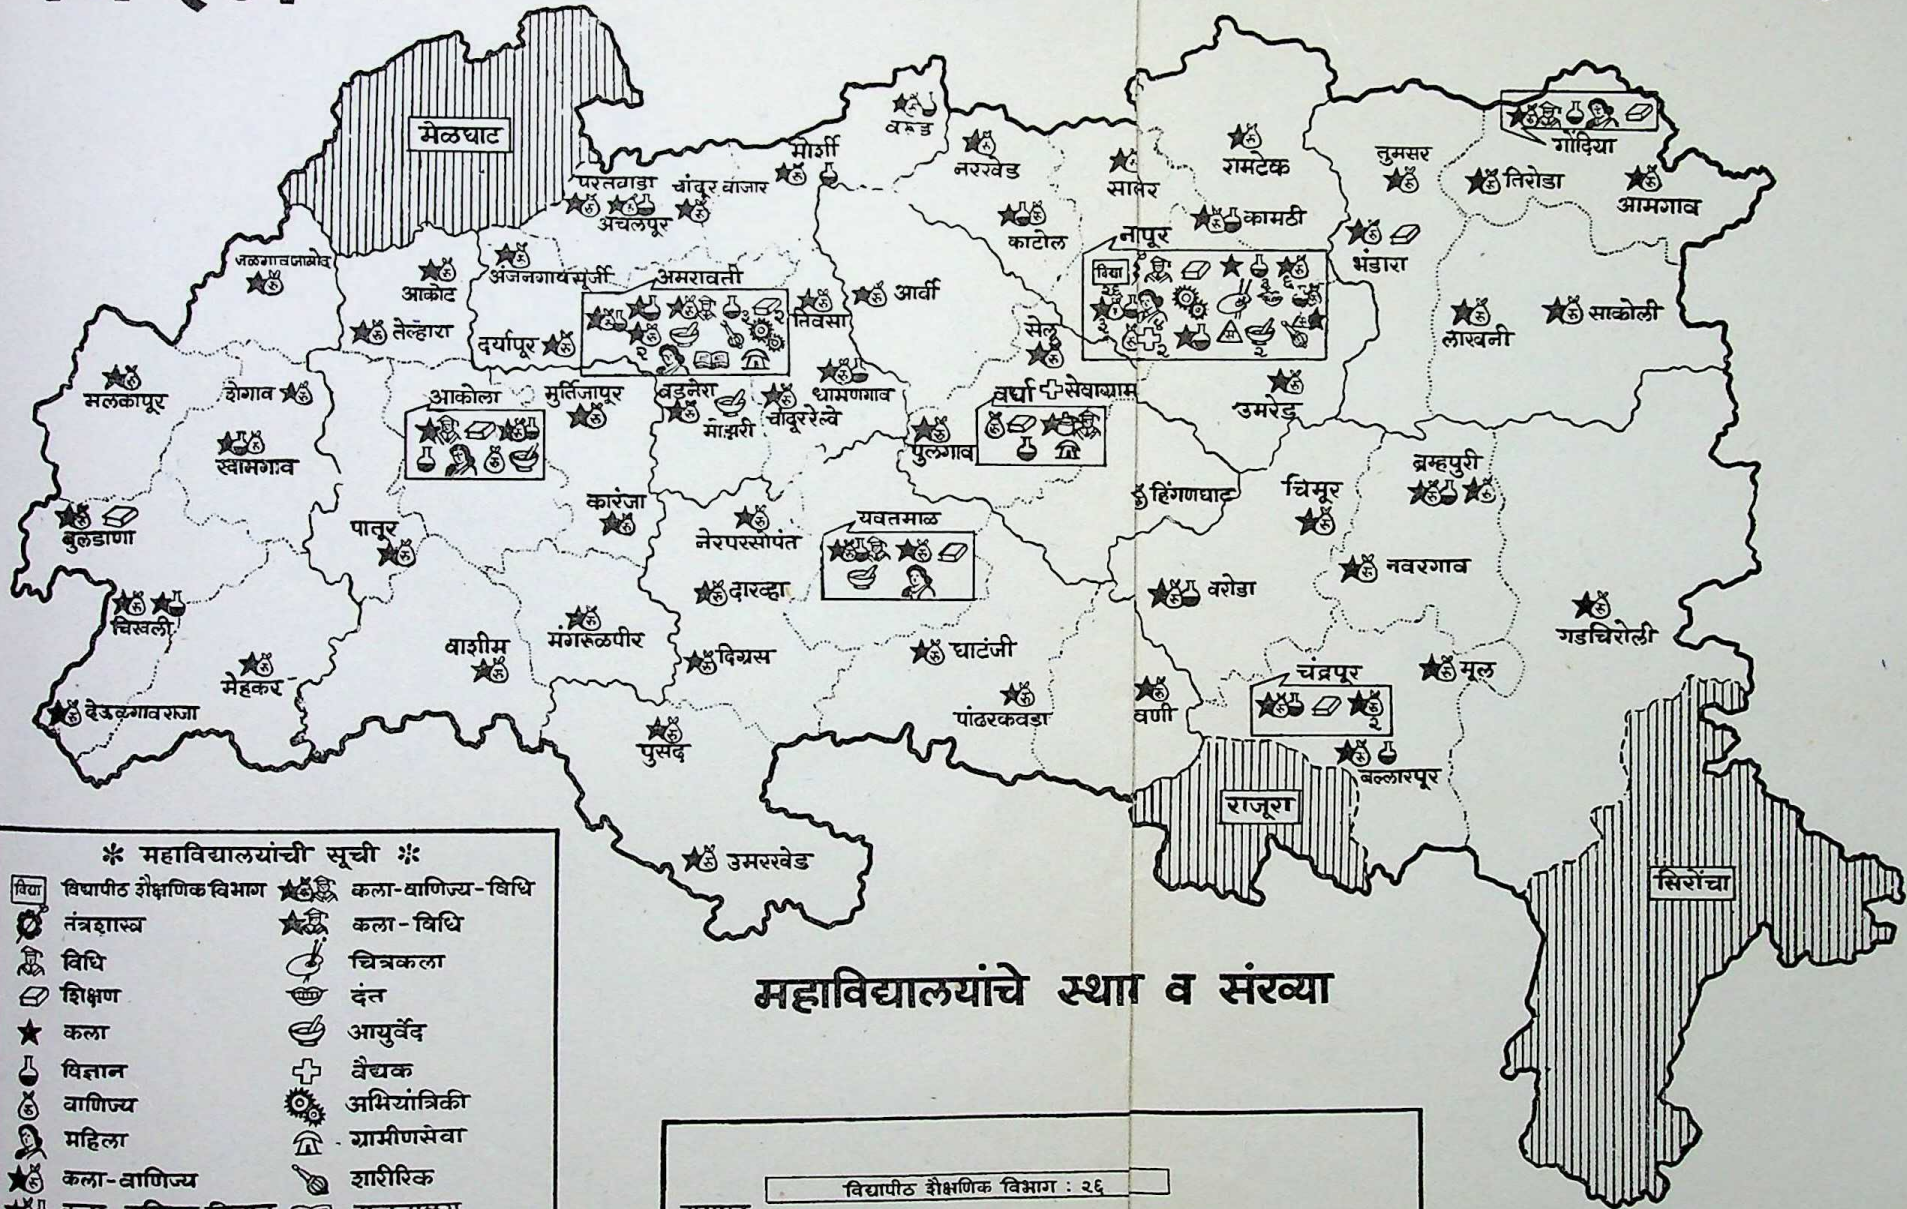 मेळघाट
वरूड
मोर्शी
नरखेड
रामटेक
तुमसर
गोंदिया
तिरोडा
आमगाव
परतवाडा
चांदूर बाजार
अचलपूर
काटोल
कामठी
भंडारा
नापूर
जळगावजामोद
आकोट
अंजनगावसूर्जी
अमरावती
तिवसा
आर्वी
विद्या
२६
तेल्हारा
दर्यापूर
सेलू
लाखनी
साकोली
मलकापूर
शेगाव
आकोला
मुर्तिजापूर
बडनेरा
मोझरी
चांदूररेल्वे
धामणगाव
वर्धा
सेवाग्राम
उमरेड
खामगाव
पुलगाव
हिंगणघाट
चिमूर
ब्रम्हपुरी
बुलडाणा
पातूर
कारंजा
नेरपरसोपंत
यवतमाळ
दारव्हा
वरोडा
नवरगाव
गडचिरोली
चिखली
मेहकर
वाशीम
मंगरूळपीर
दिग्रस
घाटंजी
पांढरकवडा
वणी
चंद्रपूर
२
मूल
देऊळगावराजा
पुसद
बल्लारपूर
राजूरा
सिरोंचा
उमरखेड
महाविद्यालयांची सूची
विद्या विद्यापीठ शैक्षणिक विभाग
तंत्रशास्त्र
विधि
शिक्षण
कला
विज्ञान
वाणिज्य
महिला
कला-वाणिज्य
कला-वाणिज्य-विधि
कला-विधि
चित्रकला
दंत
आयुर्वेद
वैद्यक
अभियांत्रिकी
ग्रामीणसेवा
शारीरिक
महाविद्यालयांचे स्था व संख्या
विद्यापीठ शैक्षणिक विभाग : २६